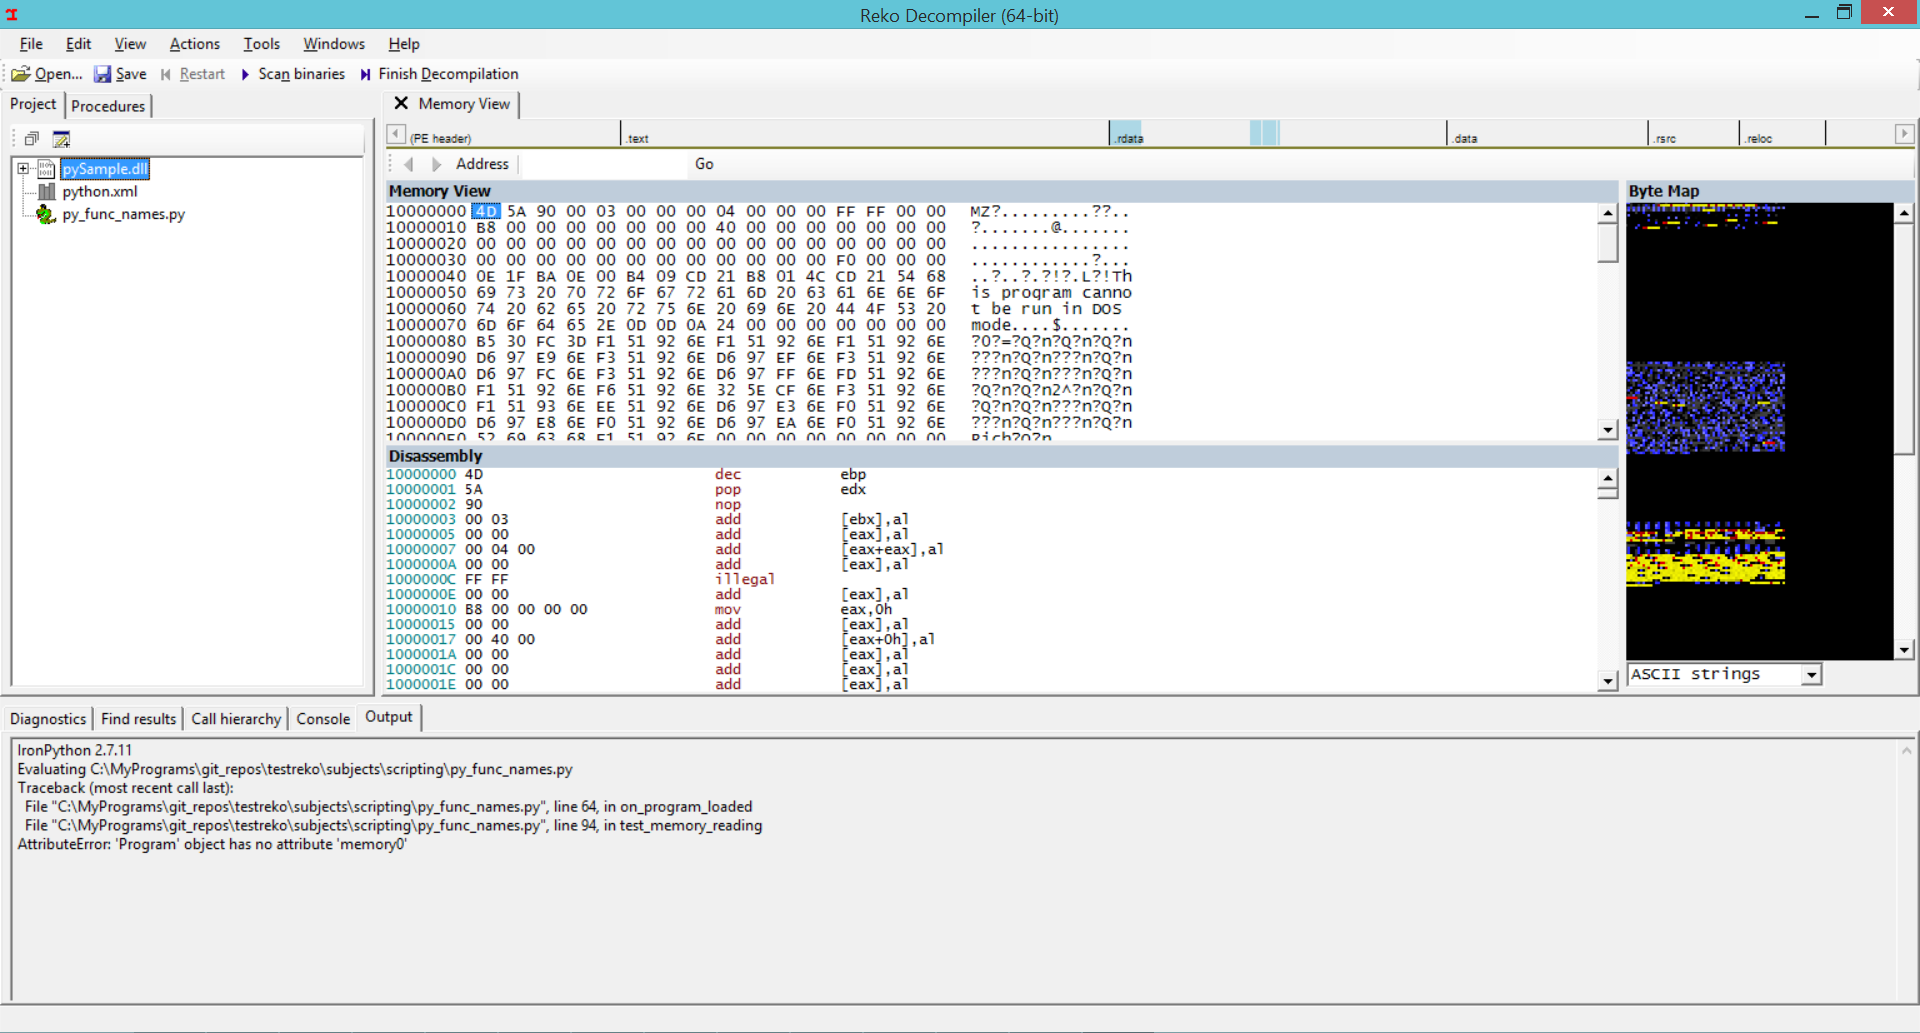 Reko Decompiler (64-bit)
File Edit View Actions Tools Windows Help
Open... Save Restart Scan binaries Finish Decompilation
Project Procedures
Memory View
(PE header) .text .rdata .data .rsrc .reloc
Address Go
pySample.dll
python.xml
py_func_names.py
Memory View
10000000 4D 5A 90 00 03 00 00 00 04 00 00 00 FF FF 00 00 MZ?.........??..
10000010 B8 00 00 00 00 00 00 00 40 00 00 00 00 00 00 00 ?.......@.......
10000020 00 00 00 00 00 00 00 00 00 00 00 00 00 00 00 00 ................
10000030 00 00 00 00 00 00 00 00 00 00 00 00 F0 00 00 00 ............?...
10000040 0E 1F BA 0E 00 B4 09 CD 21 B8 01 4C CD 21 54 68 ..?..?.?!?.L?!Th
10000050 69 73 20 70 72 6F 67 72 61 6D 20 63 61 6E 6E 6F is program canno
10000060 74 20 62 65 20 72 75 6E 20 69 6E 20 44 4F 53 20 t be run in DOS
10000070 6D 6F 64 65 2E 0D 0D 0A 24 00 00 00 00 00 00 00 mode....$.......
10000080 B5 30 FC 3D F1 51 92 6E F1 51 92 6E F1 51 92 6E ?0?=?Q?n?Q?n?Q?n
10000090 D6 97 E9 6E F3 51 92 6E D6 97 EF 6E F3 51 92 6E ???n?Q?n???n?Q?n
100000A0 D6 97 FC 6E F3 51 92 6E D6 97 FF 6E FD 51 92 6E ???n?Q?n???n?Q?n
100000B0 F1 51 92 6E F6 51 92 6E 32 5E CF 6E F3 51 92 6E ?Q?n?Q?n2^?n?Q?n
100000C0 F1 51 93 6E EE 51 92 6E D6 97 E3 6E F0 51 92 6E ?Q?n?Q?n???n?Q?n
100000D0 D6 97 E8 6E F0 51 92 6E D6 97 EA 6E F0 51 92 6E ???n?Q?n???n?Q?n
100000E0 52 69 63 68 F1 51 92 6E 00 00 00 00 00 00 00 00 Rich?Q?n........
Disassembly
10000000 4D dec ebp
10000001 5A pop edx
10000002 90 nop
10000003 00 03 add [ebx],al
10000005 00 00 add [eax],al
10000007 00 04 00 add [eax+eax],al
1000000A 00 00 add [eax],al
1000000C FF FF illegal
1000000E 00 00 add [eax],al
10000010 B8 00 00 00 00 mov eax,0h
10000015 00 00 add [eax],al
10000017 00 40 00 add [eax+0h],al
1000001A 00 00 add [eax],al
1000001C 00 00 add [eax],al
1000001E 00 00 add [eax],al
Byte Map
ASCII strings
Diagnostics Find results Call hierarchy Console Output
IronPython 2.7.11
Evaluating C:\MyPrograms\git_repos\testreko\subjects\scripting\py_func_names.py
Traceback (most recent call last):
File "C:\MyPrograms\git_repos\testreko\subjects\scripting\py_func_names.py", line 64, in on_program_loaded
File "C:\MyPrograms\git_repos\testreko\subjects\scripting\py_func_names.py", line 94, in test_memory_reading
AttributeError: 'Program' object has no attribute 'memory0'